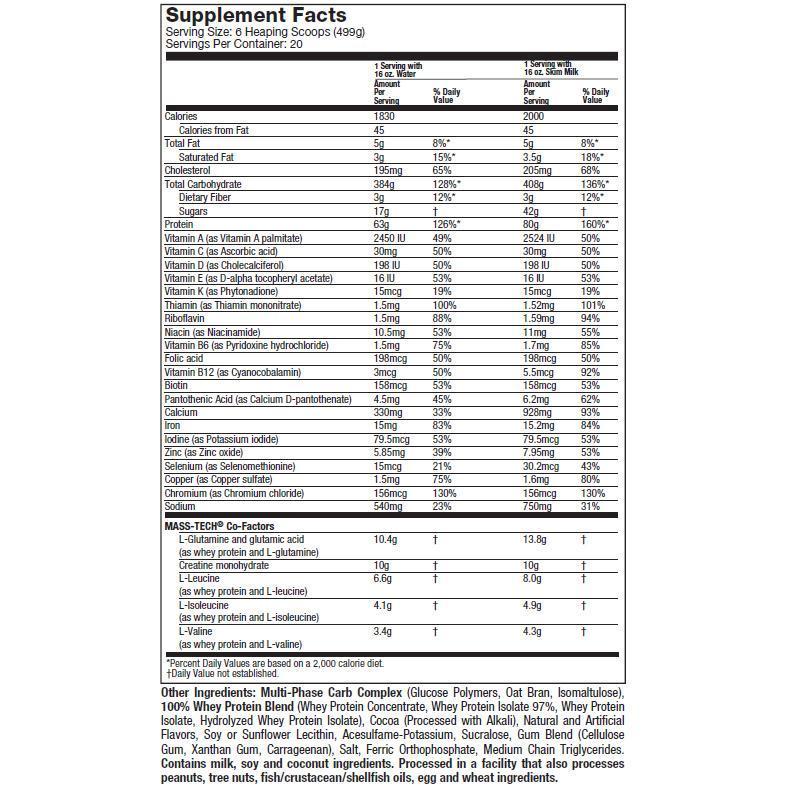 Supplement Facts
Serving Size: 6 Heaping Scoops (499g)
Servings Per Container: 20
1 Serving with 16 oz. Water 1 Serving with 16 oz. Skim Milk
Amount Per Serving % Daily Value Amount Per Serving % Daily Value
Calories 1830 2000
Calories from Fat 45 45
Total Fat 5g 8%* 5g 8%*
Saturated Fat 3g 15%* 3.5g 18%*
Cholesterol 195mg 65% 205mg 68%
Total Carbohydrate 384g 128%* 408g 136%*
Dietary Fiber 3g 12%* 3g 12%*
Sugars 17g † 42g †
Protein 63g 126%* 80g 160%*
Vitamin A (as Vitamin A palmitate) 2450 IU 49% 2524 IU 50%
Vitamin C (as Ascorbic acid) 30mg 50% 30mg 50%
Vitamin D (as Cholecalciferol) 198 IU 50% 198 IU 50%
Vitamin E (as D-alpha tocopheryl acetate) 16 IU 53% 16 IU 53%
Vitamin K (as Phytonadione) 15mcg 19% 15mcg 19%
Thiamin (as Thiamin mononitrate) 1.5mg 100% 1.52mg 101%
Riboflavin 1.5mg 88% 1.59mg 94%
Niacin (as Niacinamide) 10.5mg 53% 11mg 55%
Vitamin B6 (as Pyridoxine hydrochloride) 1.5mg 75% 1.7mg 85%
Folic acid 198mcg 50% 198mcg 50%
Vitamin B12 (as Cyanocobalamin) 3mcg 50% 5.5mcg 92%
Biotin 158mcg 53% 158mcg 53%
Pantothenic Acid (as Calcium D-pantothenate) 4.5mg 45% 6.2mg 62%
Calcium 330mg 33% 928mg 93%
Iron 15mg 83% 15.2mg 84%
Iodine (as Potassium iodide) 79.5mcg 53% 79.5mcg 53%
Zinc (as Zinc oxide) 5.85mg 39% 7.95mg 53%
Selenium (as Selenomethionine) 15mcg 21% 30.2mcg 43%
Copper (as Copper sulfate) 1.5mg 75% 1.6mg 80%
Chromium (as Chromium chloride) 156mcg 130% 156mcg 130%
Sodium 540mg 23% 750mg 31%
MASS-TECH® Co-Factors
L-Glutamine and glutamic acid 10.4g † 13.8g †
(as whey protein and L-glutamine)
Creatine monohydrate 10g † 10g †
L-Leucine 6.6g † 8.0g †
(as whey protein and L-leucine)
L-Isoleucine 4.1g † 4.9g †
(as whey protein and L-isoleucine)
L-Valine 3.4g † 4.3g †
(as whey protein and L-valine)
*Percent Daily Values are based on a 2,000 calorie diet.
†Daily Value not established.
Other Ingredients: Multi-Phase Carb Complex (Glucose Polymers, Oat Bran, Isomaltulose),
100% Whey Protein Blend (Whey Protein Concentrate, Whey Protein Isolate 97%, Whey Protein
Isolate, Hydrolyzed Whey Protein Isolate), Cocoa (Processed with Alkali), Natural and Artificial
Flavors, Soy or Sunflower Lecithin, Acesulfame-Potassium, Sucralose, Gum Blend (Cellulose
Gum, Xanthan Gum, Carrageenan), Salt, Ferric Orthophosphate, Medium Chain Triglycerides.
Contains milk, soy and coconut ingredients. Processed in a facility that also processes
peanuts, tree nuts, fish/crustacean/shellfish oils, egg and wheat ingredients.